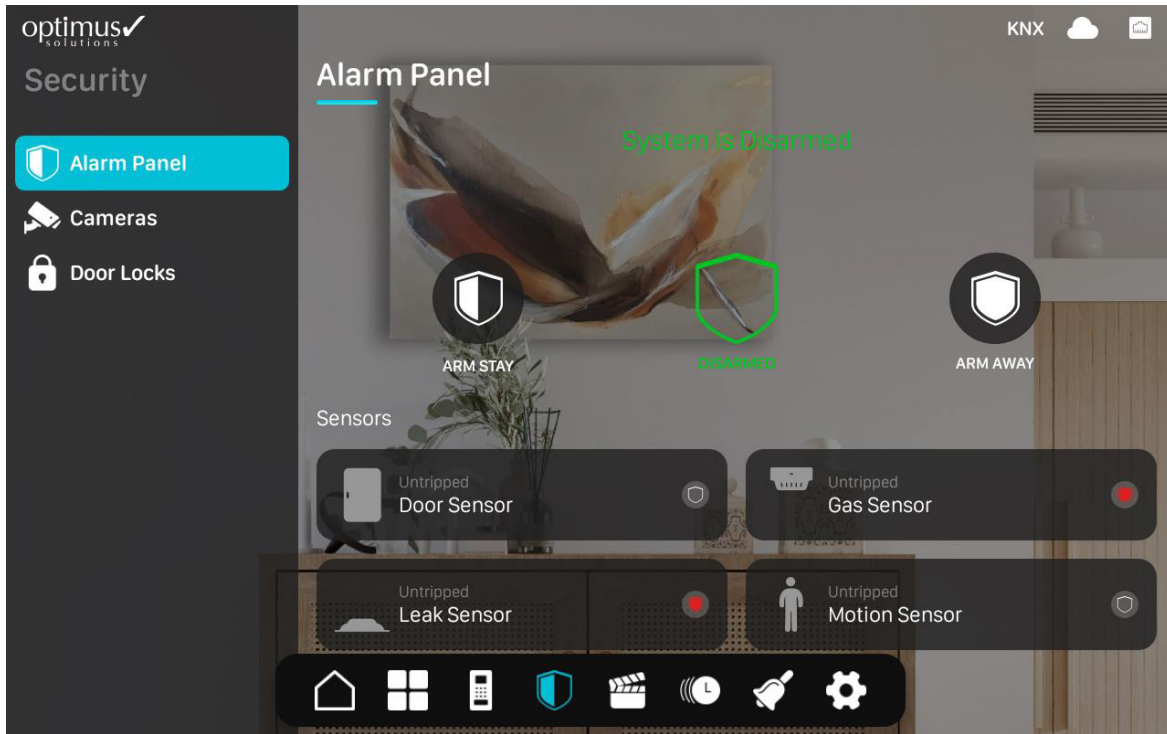 optimus✓
solutions
KNX
Security
Alarm Panel
System is Disarmed
Alarm Panel
Cameras
Door Locks
ARM STAY
DISARMED
ARM AWAY
Sensors
Untripped
Door Sensor
Untripped
Gas Sensor
Untripped
Leak Sensor
Untripped
Motion Sensor